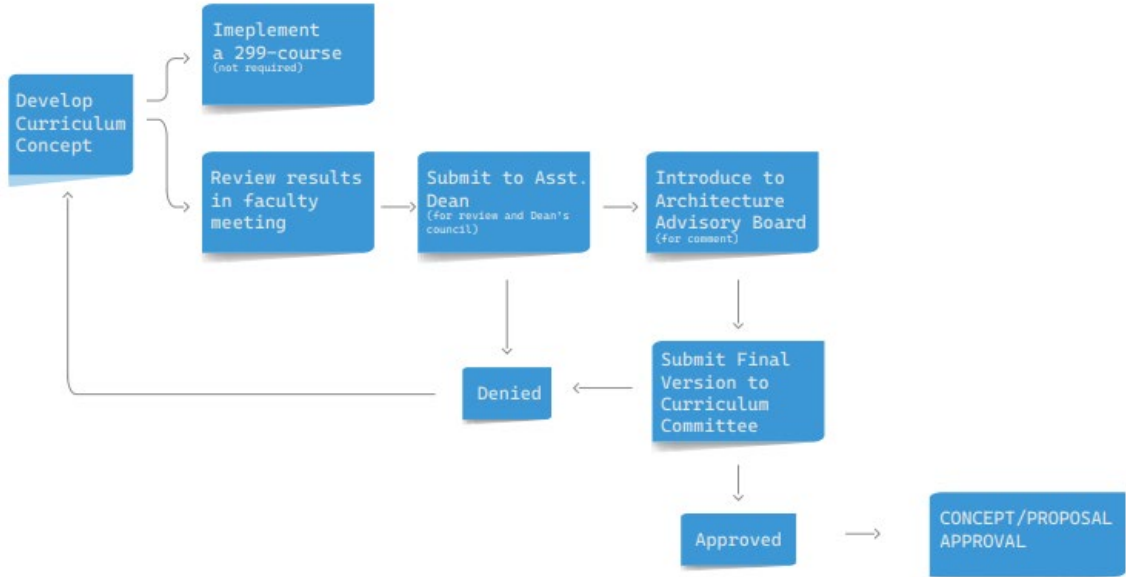 Imeplement
a 299-course
(not required)
Develop
Curriculum
Concept
Review results
in faculty
meeting
Submit to Asst.
Dean
(for review and Dean's
council)
Introduce to
Architecture
Advisory Board
(for comment)
Submit Final
Version to
Curriculum
Committee
Denied
Approved
CONCEPT/PROPOSAL
APPROVAL